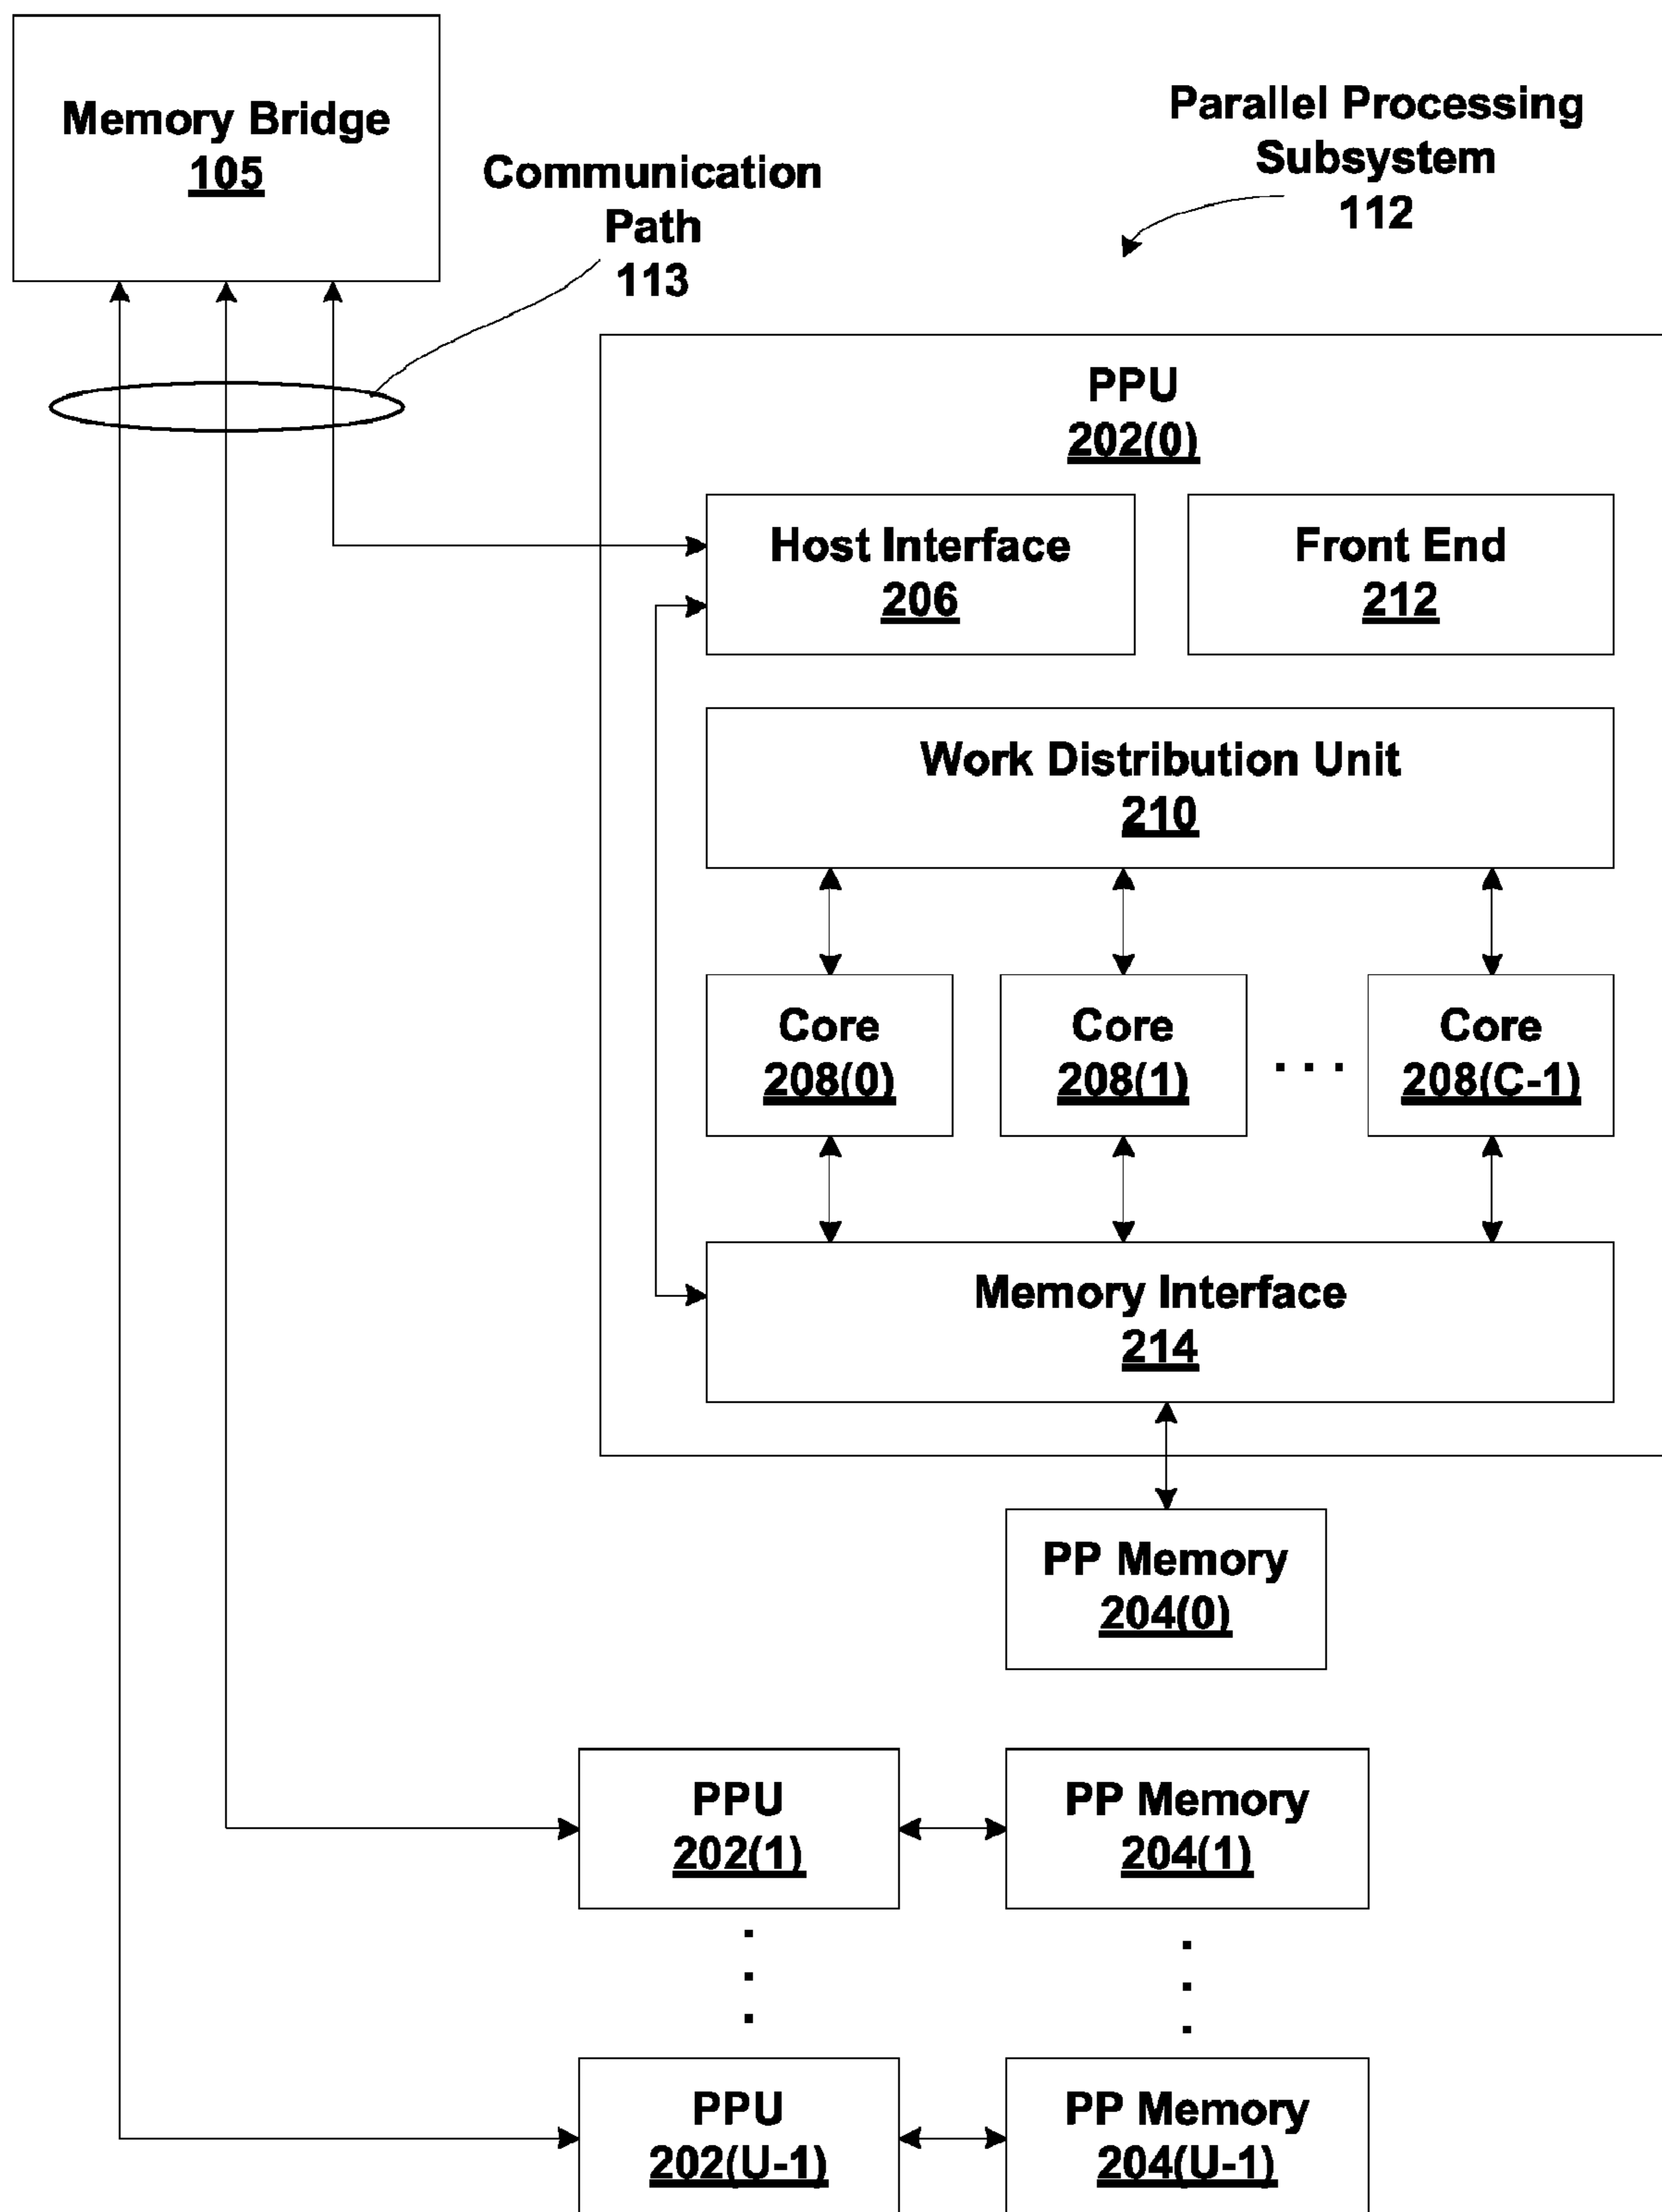 Memory Bridge
105
Communication
Path
113
Parallel Processing
Subsystem
112
PPU
202(0)
Host Interface
206
Front End
212
Work Distribution Unit
210
Core
208(0)
Core
208(1)
. . .
Core
208(C-1)
Memory Interface
214
PP Memory
204(0)
PPU
202(1)
PP Memory
204(1)
PPU
202(U-1)
PP Memory
204(U-1)